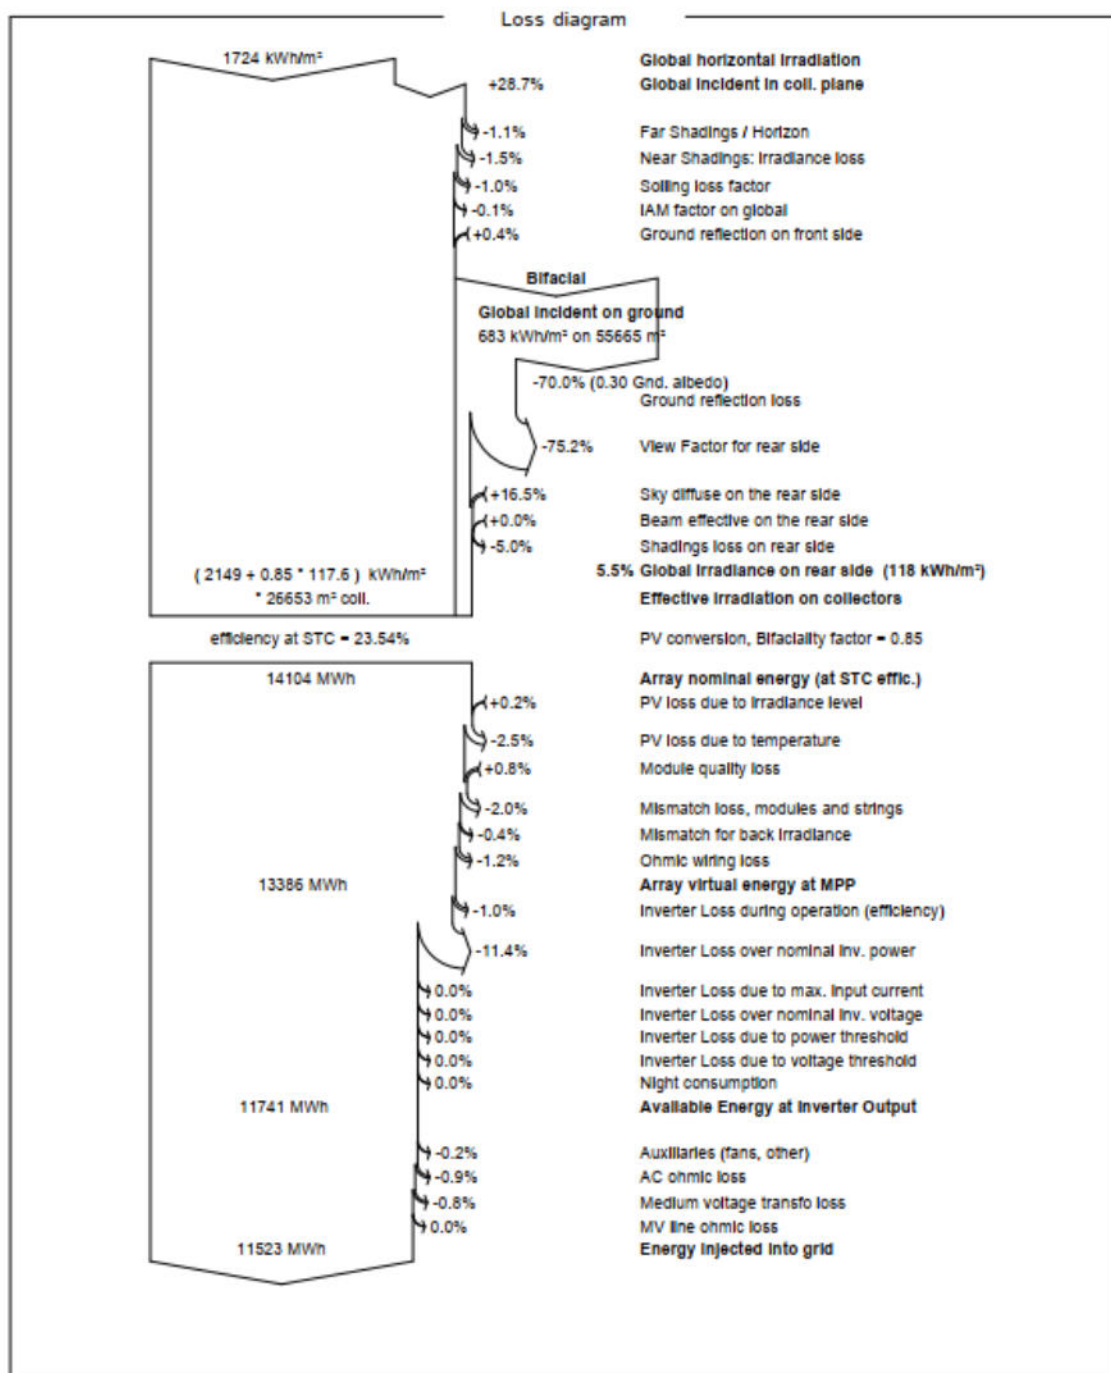 Loss diagram
1724 kWh/m² Global horizontal irradiation
+28.7% Global incident in coll. plane
-1.1% Far Shadings / Horizon
-1.5% Near Shadings: irradiance loss
-1.0% Soiling loss factor
-0.1% IAM factor on global
+0.4% Ground reflection on front side
Bifacial
Global incident on ground
683 kWh/m² on 55665 m²
-70.0% (0.30 Gnd. albedo)
Ground reflection loss
-75.2% View Factor for rear side
+16.5% Sky diffuse on the rear side
+0.0% Beam effective on the rear side
-5.0% Shadings loss on rear side
( 2149 + 0.85 * 117.6 ) kWh/m² 5.5% Global Irradiance on rear side (118 kWh/m²)
* 26653 m² coll. Effective irradiation on collectors
efficiency at STC = 23.54% PV conversion, Bifaciality factor = 0.85
14104 MWh Array nominal energy (at STC effic.)
+0.2% PV loss due to irradiance level
-2.5% PV loss due to temperature
+0.8% Module quality loss
-2.0% Mismatch loss, modules and strings
-0.4% Mismatch for back irradiance
-1.2% Ohmic wiring loss
13386 MWh Array virtual energy at MPP
-1.0% Inverter Loss during operation (efficiency)
-11.4% Inverter Loss over nominal inv. power
0.0% Inverter Loss due to max. input current
0.0% Inverter Loss over nominal inv. voltage
0.0% Inverter Loss due to power threshold
0.0% Inverter Loss due to voltage threshold
0.0% Night consumption
11741 MWh Available Energy at Inverter Output
-0.2% Auxiliaries (fans, other)
-0.9% AC ohmic loss
-0.8% Medium voltage transfo loss
0.0% MV line ohmic loss
11523 MWh Energy injected into grid